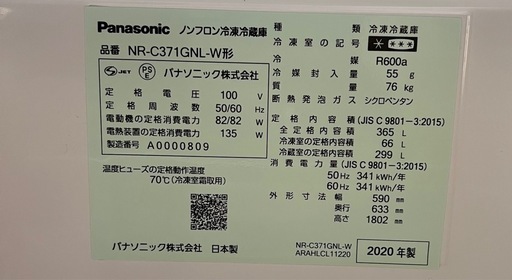 Panasonic ノンフロン冷凍冷蔵庫
品番 NR-C371GNL-W形
S JET PS E パナソニック株式会社
定格電圧 100 V
定格周波数 50/60 Hz
電動機の定格消費電力 82/82 W
電熱装置の定格消費電力 135 W
製造番号 A0000809
温度ヒューズの定格動作温度
70℃(冷凍室霜取用)
パナソニック株式会社 日本製
種類 冷凍冷蔵庫
冷凍室の記号 * ***
冷媒 R600a
冷媒封入量 55 g
質量 76 kg
断熱発泡ガス シクロペンタン
定格内容積 (JIS C 9801-3:2015)
全定格内容積 365 L
冷凍室の定格内容積 66 L
冷蔵室の定格内容積 299 L
消費電力量 (JIS C 9801-3:2015)
50Hz 341 kWh/年
60Hz 341 kWh/年
外形寸法 幅 590 mm
奥行 633 mm
高さ 1802 mm
NR-C371GNL-W
ARAHLCL11220
2020年製